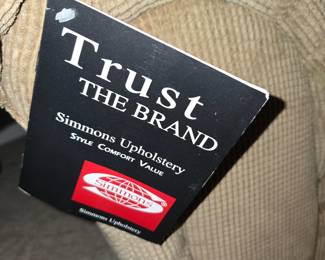 Trust
THE BRAND
Simmons Upholstery
STYLE COMFORT VALUE
Simmons
Simmons Upholstery